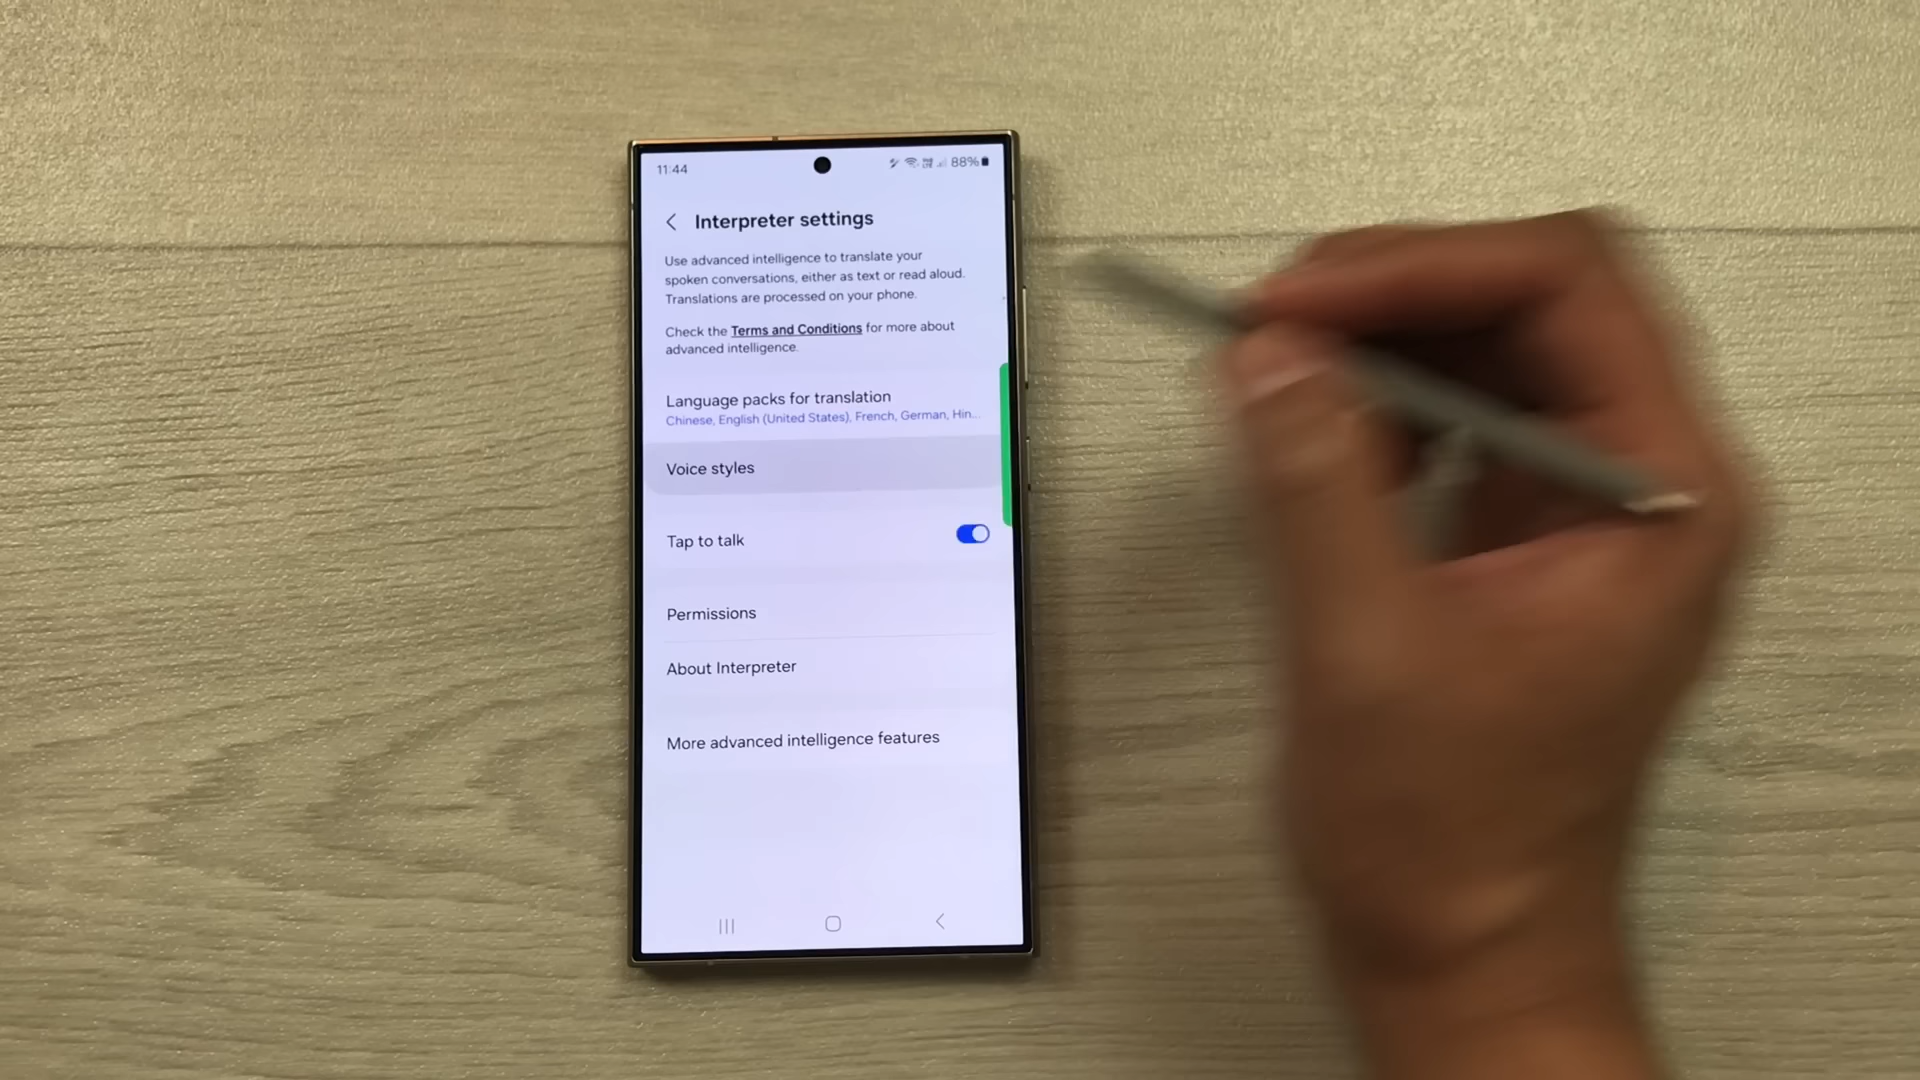 11:44
88%
Interpreter settings
Use advanced intelligence to translate your
spoken conversations, either as text or read aloud.
Translations are processed on your phone.
Check the Terms and Conditions for more about
advanced intelligence.
Language packs for translation
Chinese, English (United States), French, German, Hin...
Voice styles
Tap to talk
Permissions
About Interpreter
More advanced intelligence features